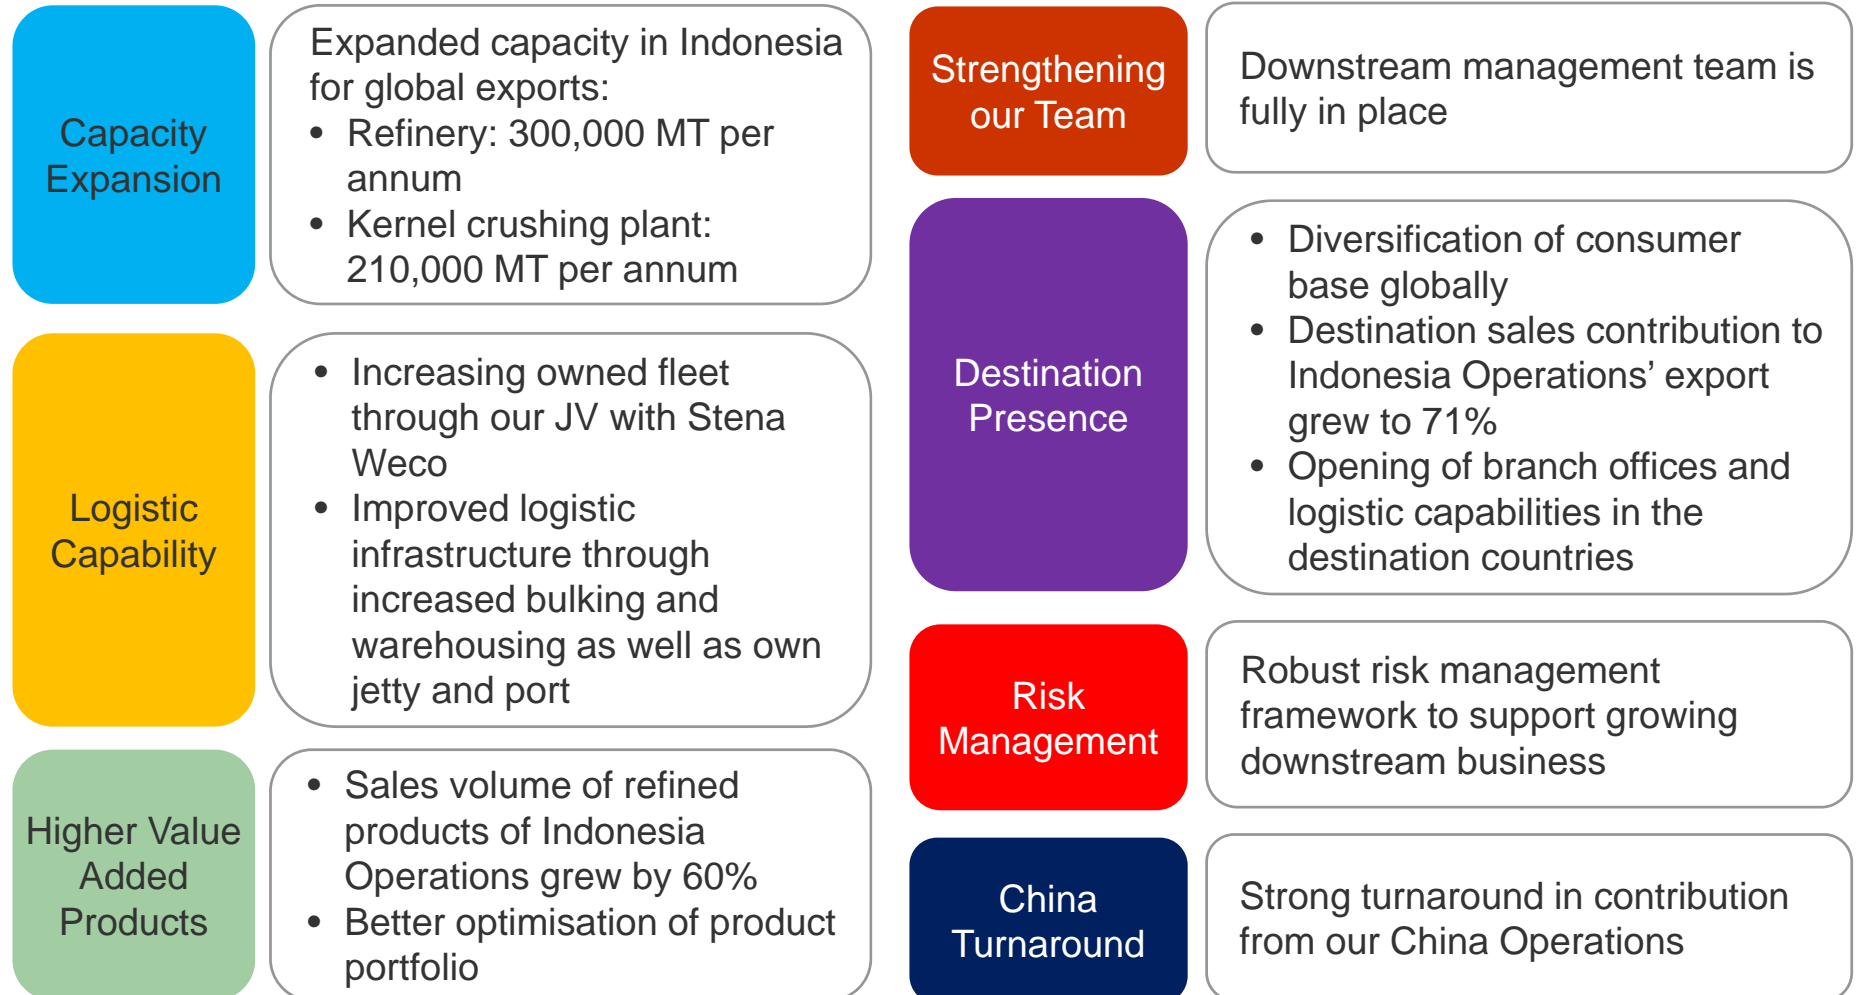 Capacity
Expansion
Expanded capacity in Indonesia
for global exports:
• Refinery: 300,000 MT per
annum
• Kernel crushing plant:
210,000 MT per annum
Logistic
Capability
• Increasing owned fleet
through our JV with Stena
Weco
• Improved logistic
infrastructure through
increased bulking and
warehousing as well as own
jetty and port
Higher Value
Added
Products
• Sales volume of refined
products of Indonesia
Operations grew by 60%
• Better optimisation of product
portfolio
Strengthening
our Team
Downstream management team is
fully in place
Destination
Presence
• Diversification of consumer
base globally
• Destination sales contribution to
Indonesia Operations’ export
grew to 71%
• Opening of branch offices and
logistic capabilities in the
destination countries
Risk
Management
Robust risk management
framework to support growing
downstream business
China
Turnaround
Strong turnaround in contribution
from our China Operations